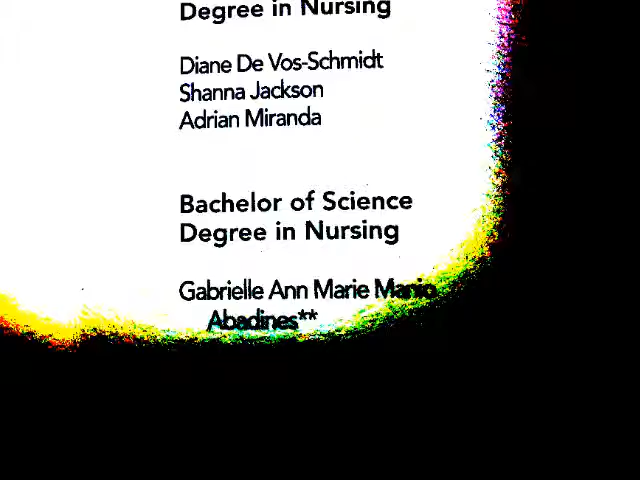 Degree in Nursing
Diane De Vos-Schmidt
Shanna Jackson
Adrian Miranda
Bachelor of Science
Degree in Nursing
Gabrielle Ann Marie Manio
Abadines**